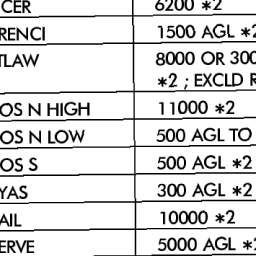 CER 6200 *2
RENCI 1500 AGL *2
TLAW 8000 OR 300
*2 ; EXCLD R
OS N HIGH 11000 *2
OS N LOW 500 AGL TO
OS S 500 AGL *2
YAS 300 AGL *2
AIL 10000 *2
ERVE 5000 AGL *2